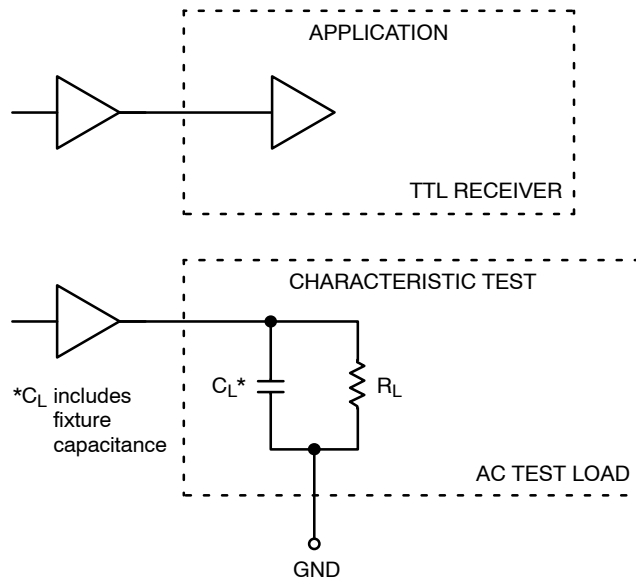 APPLICATION
TTL RECEIVER
CHARACTERISTIC TEST
*CL includes
fixture
capacitance
CL*
RL
AC TEST LOAD
GND